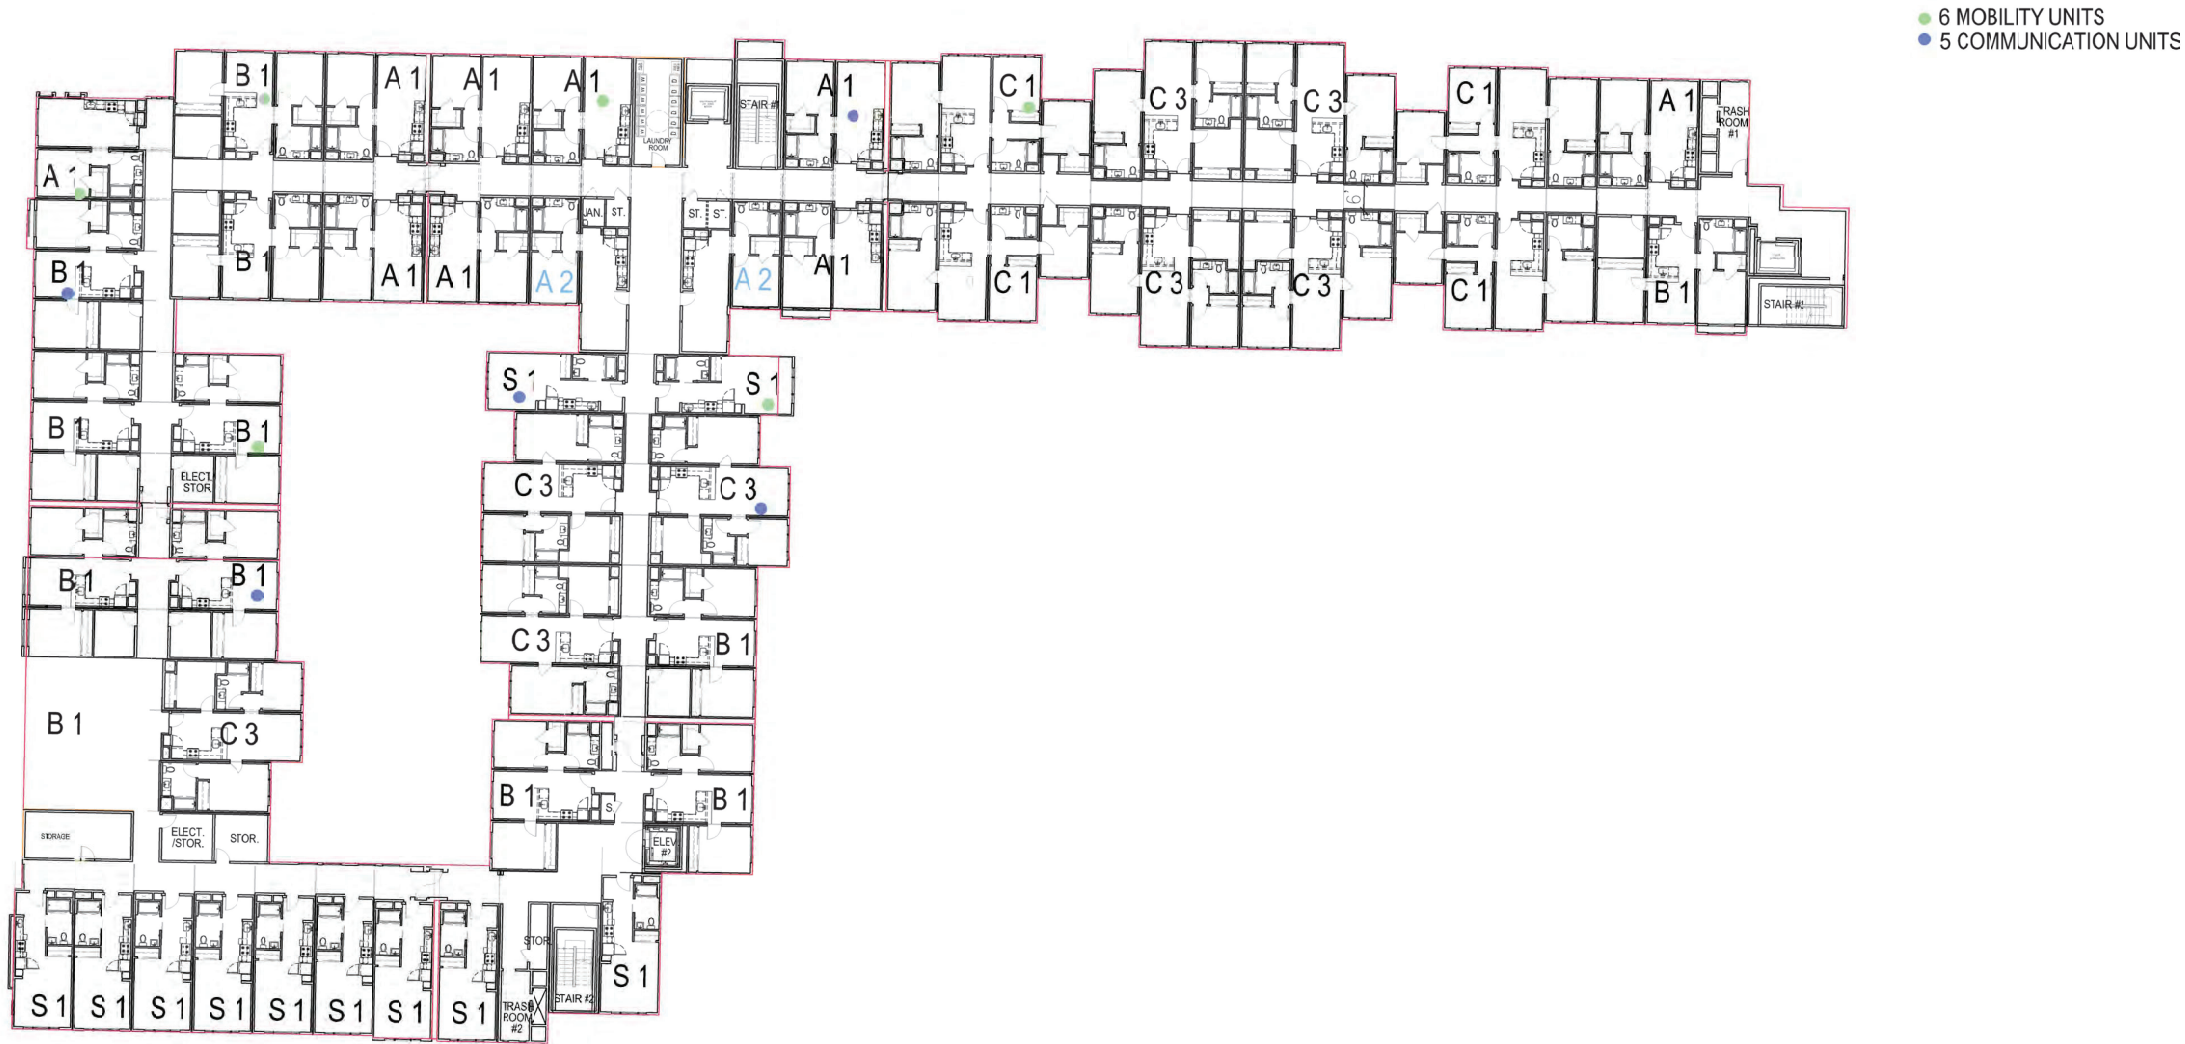 6 MOBILITY UNITS
5 COMMUNICATION UNITS
B 1
A 1
A 1
A 1
LAUNDRY
ROOM
STAIR #
A 1
C 1
C 3
C 3
C 1
A 1
TRASH
ROOM
#1
A 1
B 1
B 1
A 1
A 1
A 2
JAN.
ST.
ST.
A 2
A 1
C 1
C 3
C 3
C 1
B 1
STAIR #
S 1
S 1
B 1
B 1
ELECT.
STOR
C 3
C 3
B 1
B 1
C 3
B 1
B 1
C 3
B 1
B 1
S.
STORAGE
ELECT.
/STOR.
STOR.
ELEV.
#2
STOR.
S 1
S 1
S 1
S 1
S 1
S 1
S 1
S 1
S 1
TRASH
ROOM
#2
STAIR #2